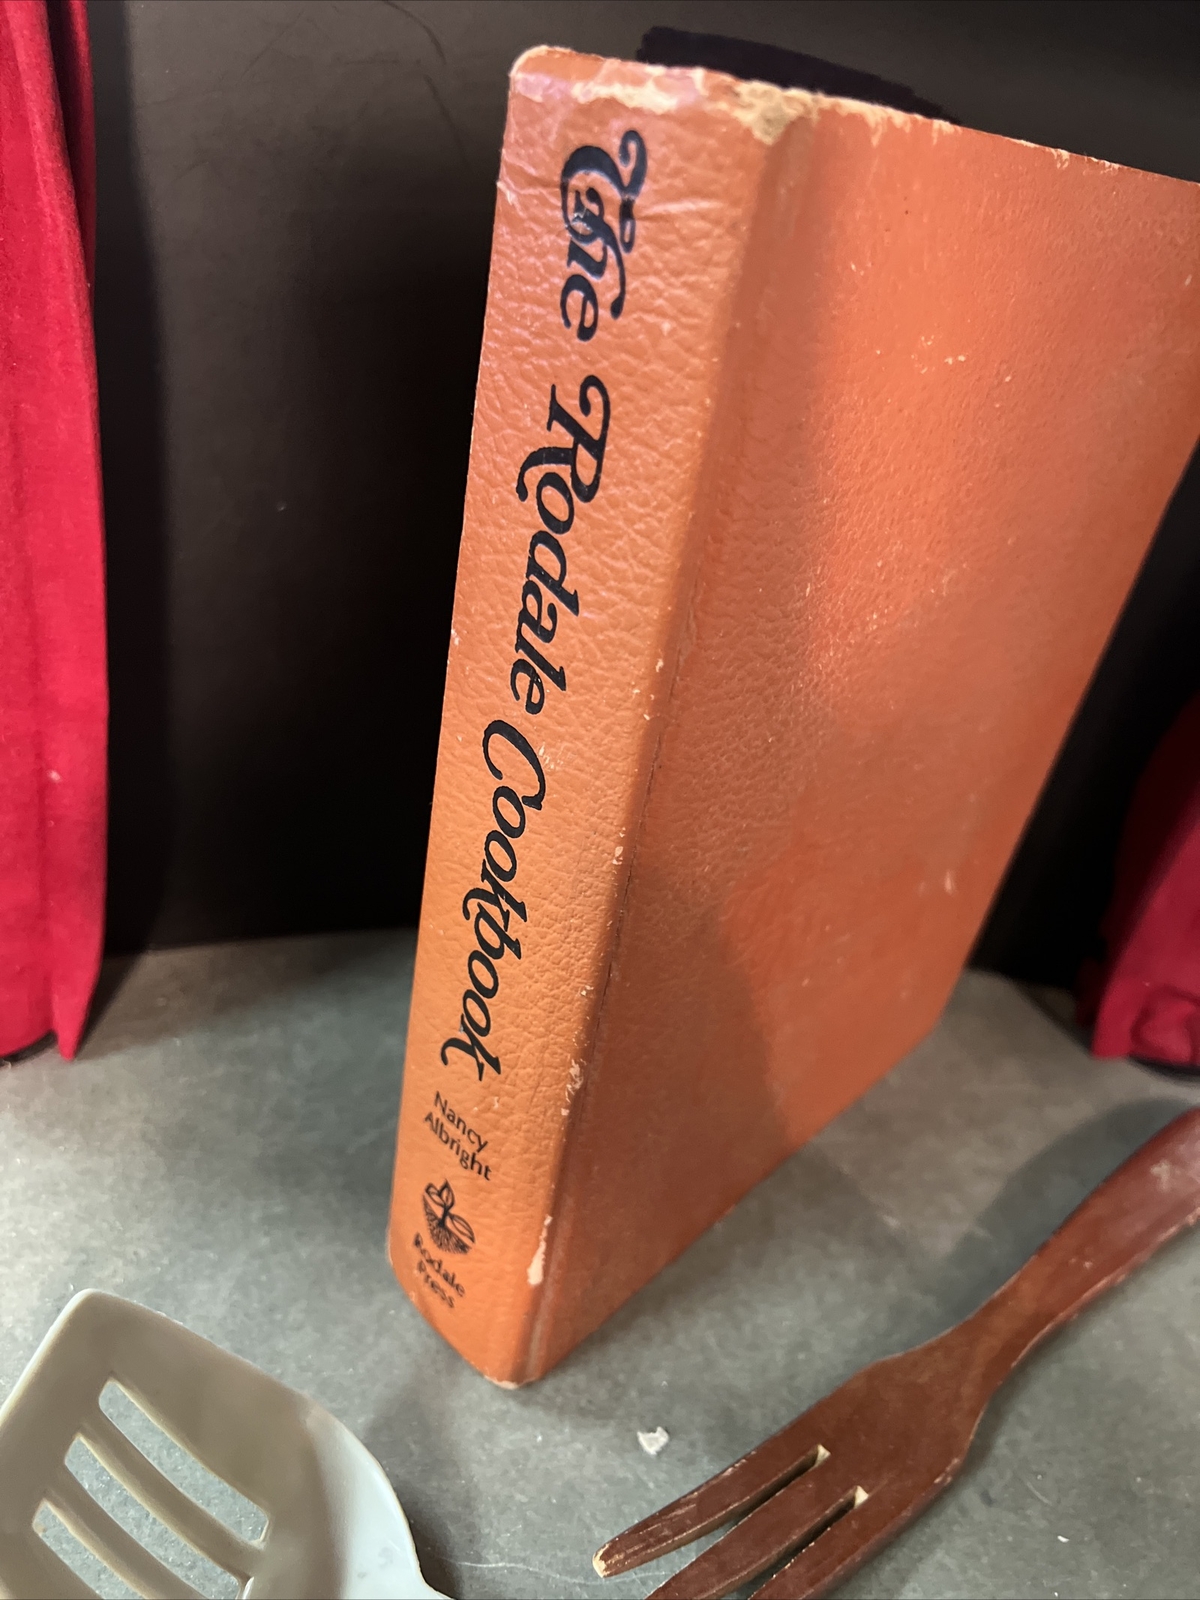 The Rodale Cookbook
Nancy
Albright
Rodale
Press